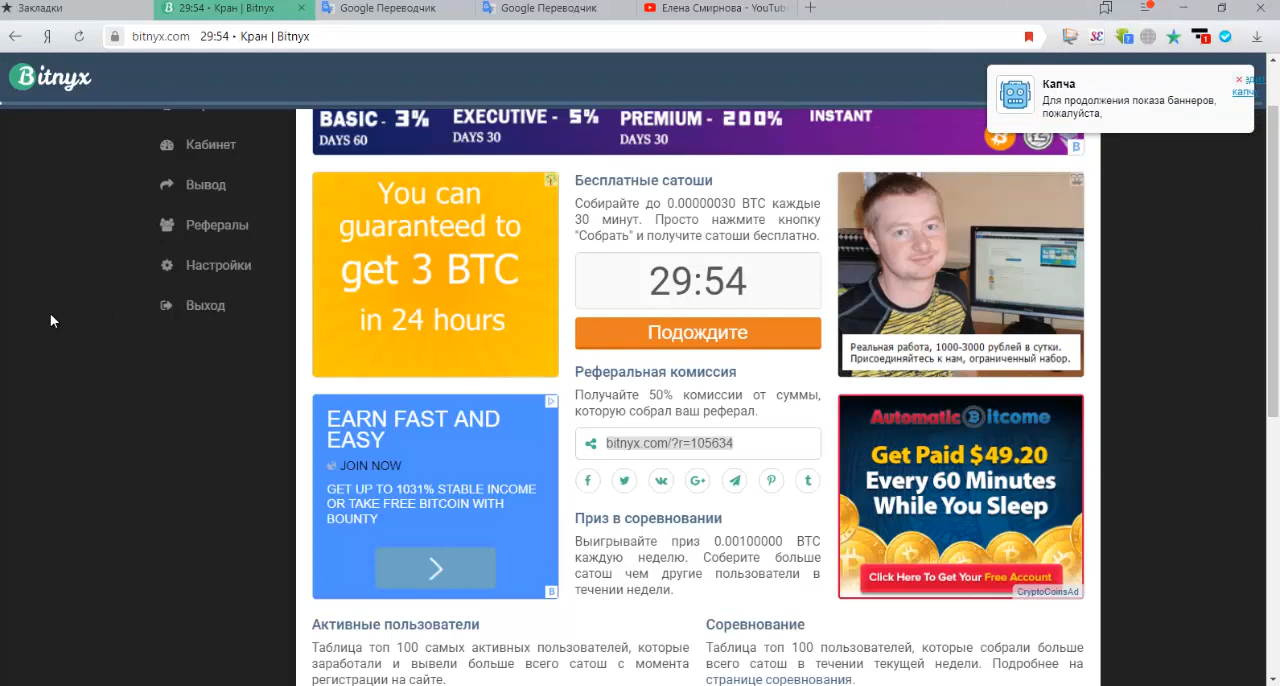 Закладки
29:54 • Кран | Bitnyx
Google Переводчик
Google Переводчик
Елена Смирнова - YouTube
bitnyx.com 29:54 • Кран | Bitnyx
Bitnyx
Капча
Для продолжения показа баннеров,
пожалуйста,
Кабинет
Вывод
Рефералы
Настройки
Выход
BASIC - 3%
DAYS 60
EXECUTIVE - 5%
DAYS 30
PREMIUM - 200%
DAYS 30
INSTANT
You can
guaranteed to
get 3 BTC
in 24 hours
Бесплатные сатоши
Собирайте до 0.00000030 BTC каждые
30 минут. Просто нажмите кнопку
"Собрать" и получите сатоши бесплатно.
29:54
Подождите
Реальная работа, 1000-3000 рублей в сутки.
Присоединяйтесь к нам, ограниченный набор.
Реферальная комиссия
Получайте 50% комиссии от суммы,
которую собрал ваш реферал.
bitnyx.com/?r=105634
EARN FAST AND
EASY
JOIN NOW
GET UP TO 1031% STABLE INCOME
OR TAKE FREE BITCOIN WITH
BOUNTY
Automatic Bitcome
Get Paid $49.20
Every 60 Minutes
While You Sleep
Click Here To Get Your Free Account
CryptoCoinsAd
Приз в соревновании
Выигрывайте приз 0.00100000 BTC
каждую неделю. Соберите больше
сатош чем другие пользователи в
течении недели.
Активные пользователи
Таблица топ 100 самых активных пользователей, которые
заработали и вывели больше всего сатош с момента
регистрации на сайте.
Соревнование
Таблица топ 100 пользователей, которые собрали больше
всего сатош в течении текущей недели. Подробнее на
странице соревнования.